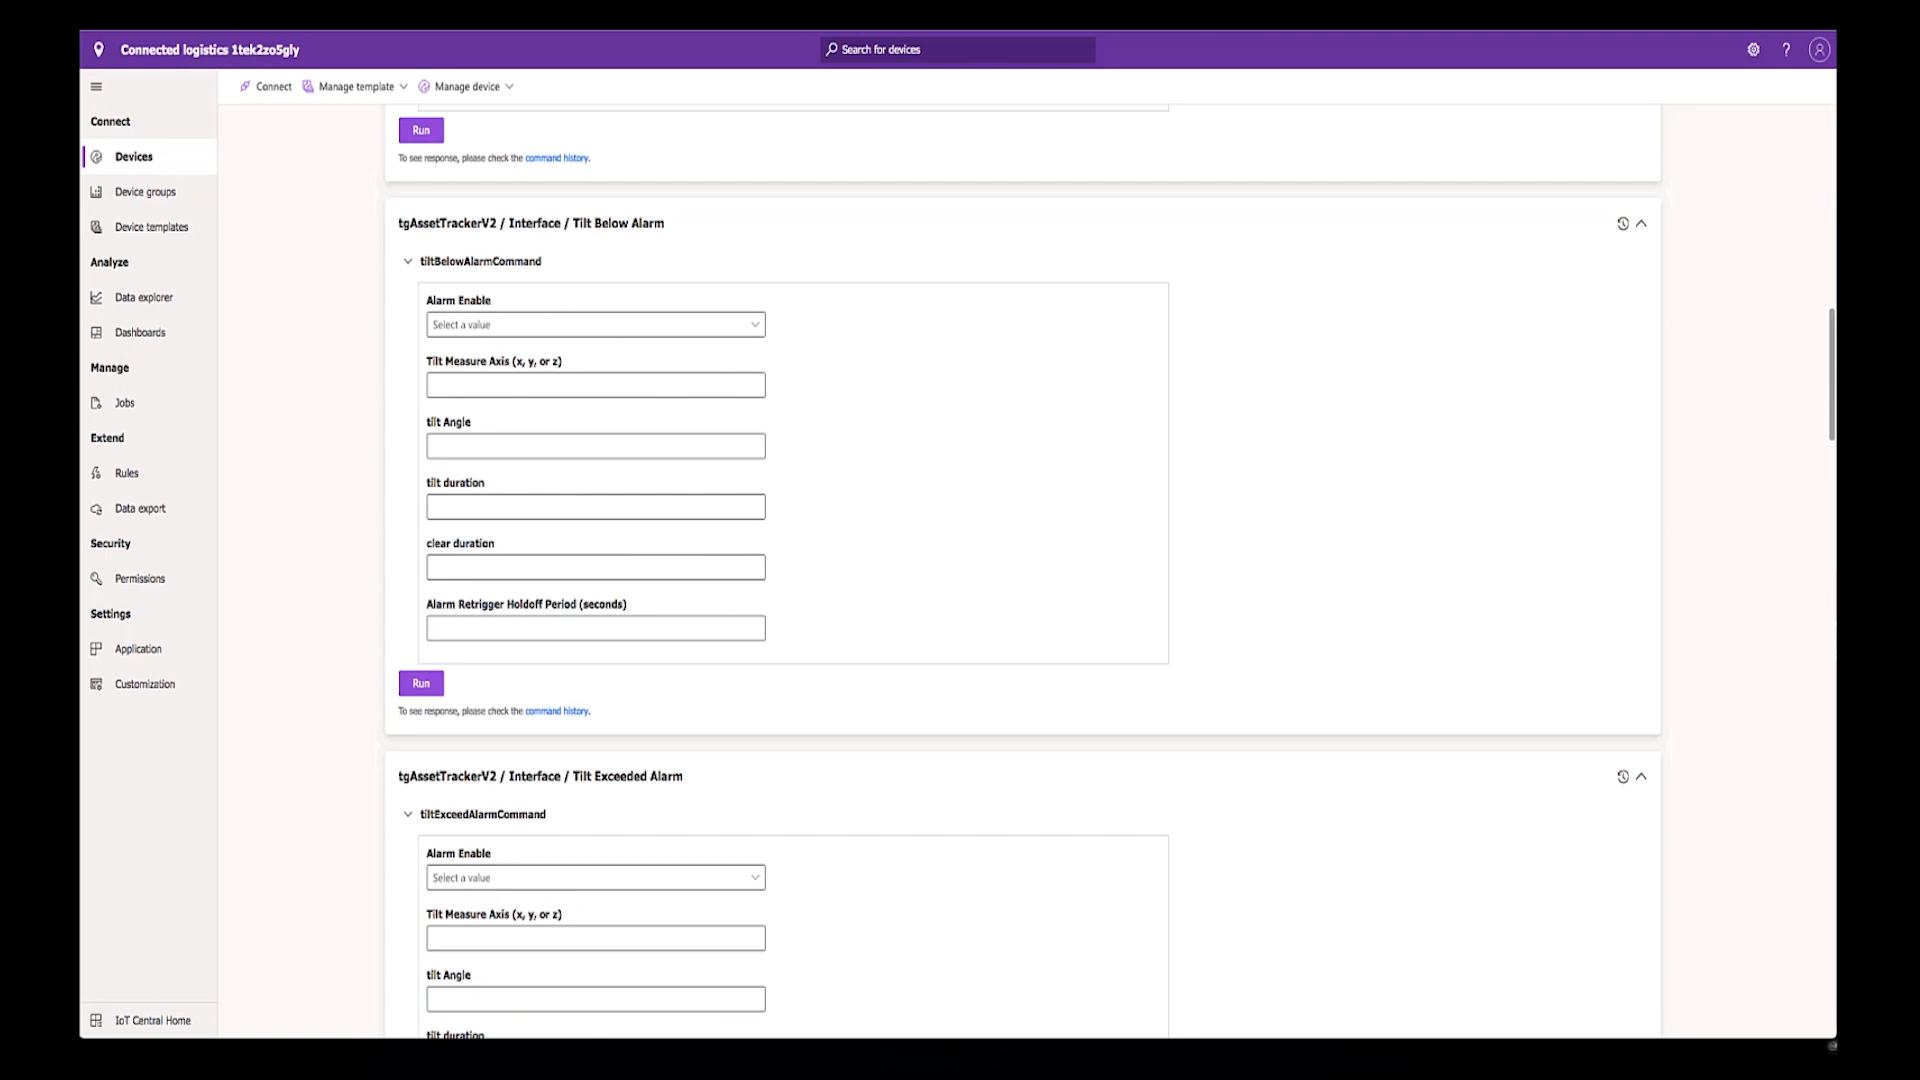 Connected logistics 1tek2zo5gly
Search for devices
?
Connect
Manage template
Manage device
Connect
Devices
Device groups
Device templates
Analyze
Data explorer
Dashboards
Manage
Jobs
Extend
Rules
Data export
Security
Permissions
Settings
Application
Customization
IoT Central Home
Run
To see response, please check the command history.
tgAssetTrackerV2 / Interface / Tilt Below Alarm
tiltBelowAlarmCommand
Alarm Enable
Select a value
Tilt Measure Axis (x, y, or z)
tilt Angle
tilt duration
clear duration
Alarm Retrigger Holdoff Period (seconds)
Run
To see response, please check the command history.
tgAssetTrackerV2 / Interface / Tilt Exceeded Alarm
tiltExceedAlarmCommand
Alarm Enable
Select a value
Tilt Measure Axis (x, y, or z)
tilt Angle
tilt duration